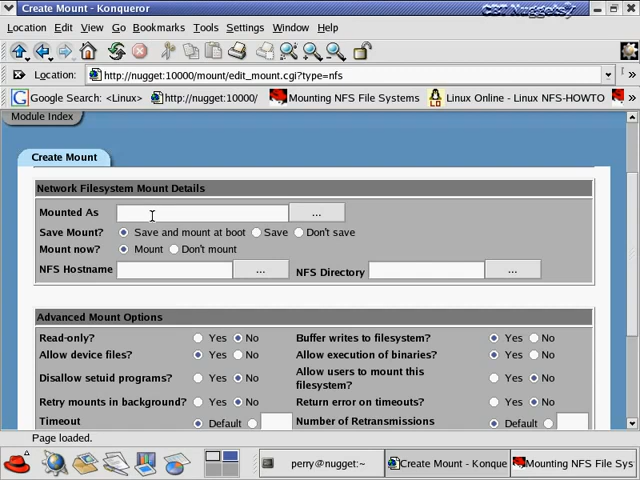 Create Mount - Konqueror
CBT Nuggets
Location Edit View Go Bookmarks Tools Settings Window Help
Location: http://nugget:10000/mount/edit_mount.cgi?type=nfs
Google Search: <Linux> http://nugget:10000/ Mounting NFS File Systems Linux Online - Linux NFS-HOWTO »
Module Index
Create Mount
Network Filesystem Mount Details
Mounted As ...
Save Mount? Save and mount at boot Save Don't save
Mount now? Mount Don't mount
NFS Hostname ... NFS Directory ...
Advanced Mount Options
Read-only? Yes No Buffer writes to filesystem? Yes No
Allow device files? Yes No Allow execution of binaries? Yes No
Disallow setuid programs? Yes No Allow users to mount this filesystem? Yes No
Retry mounts in background? Yes No Return error on timeouts? Yes No
Timeout Default Number of Retransmissions Default
Page loaded.
perry@nugget:~ Create Mount - Konque Mounting NFS File Sys